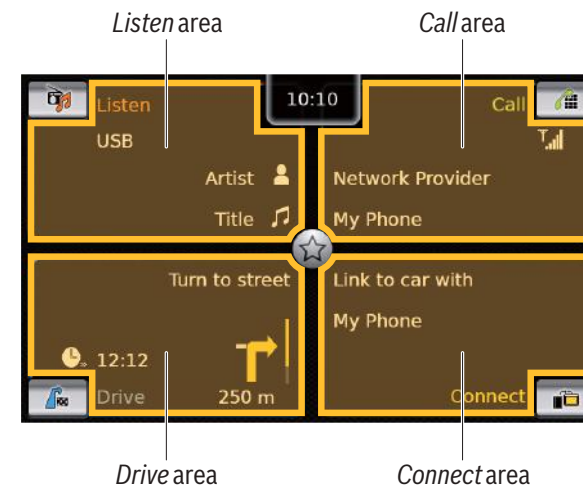 Listen area
Call area
Listen
10:10
Call
USB
Artist
Network Provider
Title
My Phone
Turn to street
Link to car with
My Phone
12:12
Drive
250 m
Connect
Drive area
Connect area